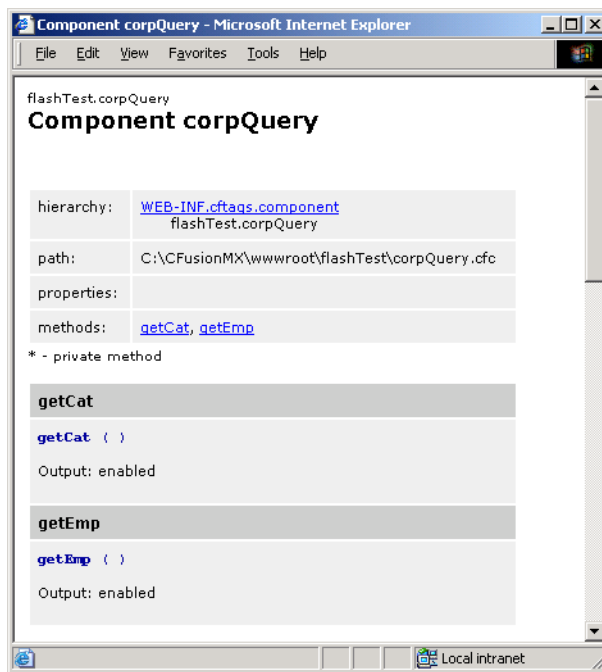 Component corpQuery - Microsoft Internet Explorer
File Edit View Favorites Tools Help
flashTest.corpQuery
Component corpQuery
hierarchy: WEB-INF.cftags.component
flashTest.corpQuery
path: C:\CFusionMX\wwwroot\flashTest\corpQuery.cfc
properties:
methods: getCat, getEmp
* - private method
getCat
getCat ( )
Output: enabled
getEmp
getEmp ( )
Output: enabled
Local intranet